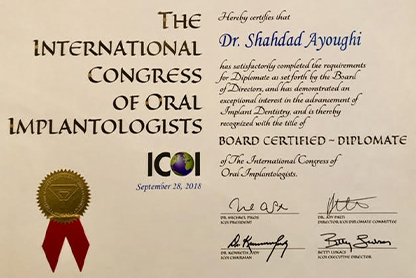 THE
INTERNATIONAL
CONGRESS
OF ORAL
IMPLANTOLOGISTS
ICOI
September 28, 2018
Hereby certifies that
Dr. Shahdad Ayoughi
has satisfactorily completed the requirements
for Diplomate as set forth by the Board
of Directors, and has demonstrated an
exceptional interest in the advancement of
Implant Dentistry, and is thereby
recognized with the title of
BOARD CERTIFIED ~ DIPLOMATE
of The International Congress of
Oral Implantologists.
ICOI PRESIDENT
DIRECTOR ICOI DIPLOMATE COMMITTEE
ICOI CHAIRMAN
ICOI EXECUTIVE DIRECTOR